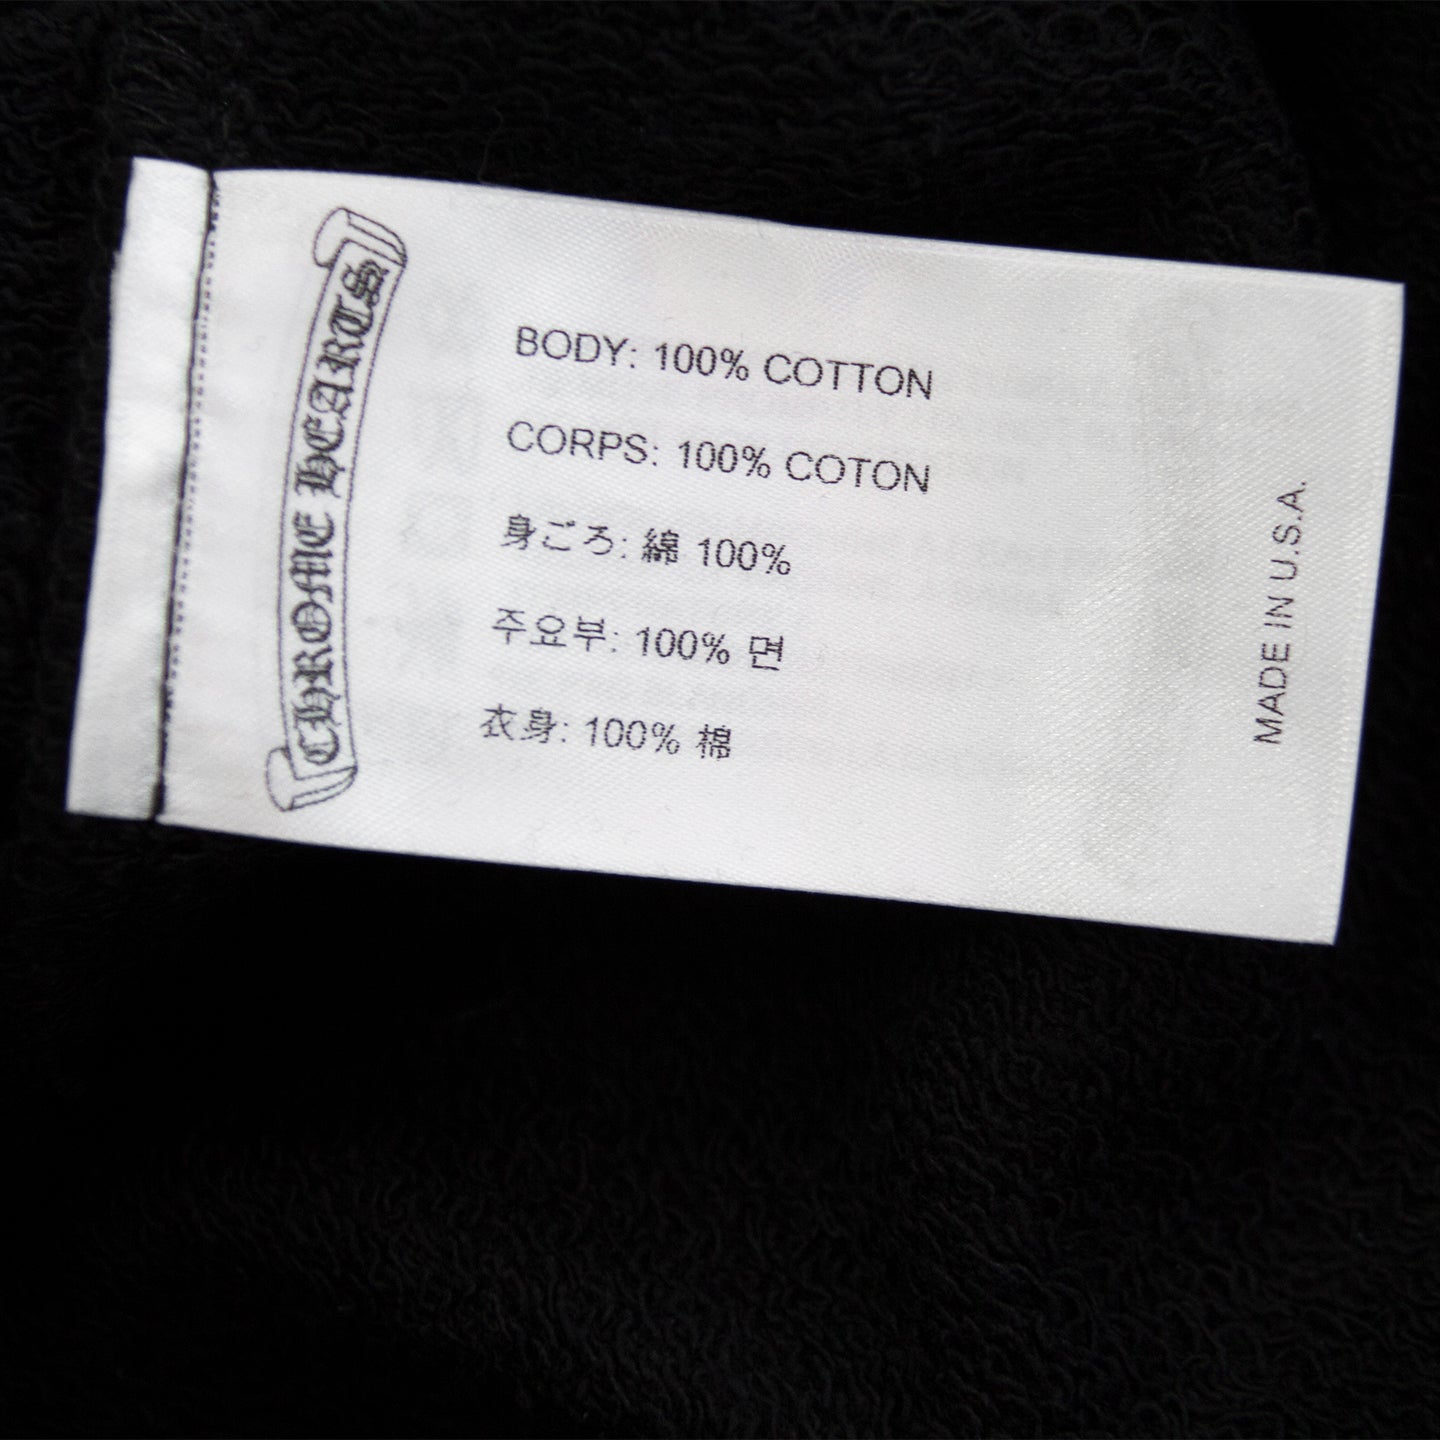 CHROME HEARTS
BODY: 100% COTTON
CORPS: 100% COTON
身ごろ: 綿 100%
주요부: 100% 면
衣身: 100% 棉
MADE IN U.S.A.